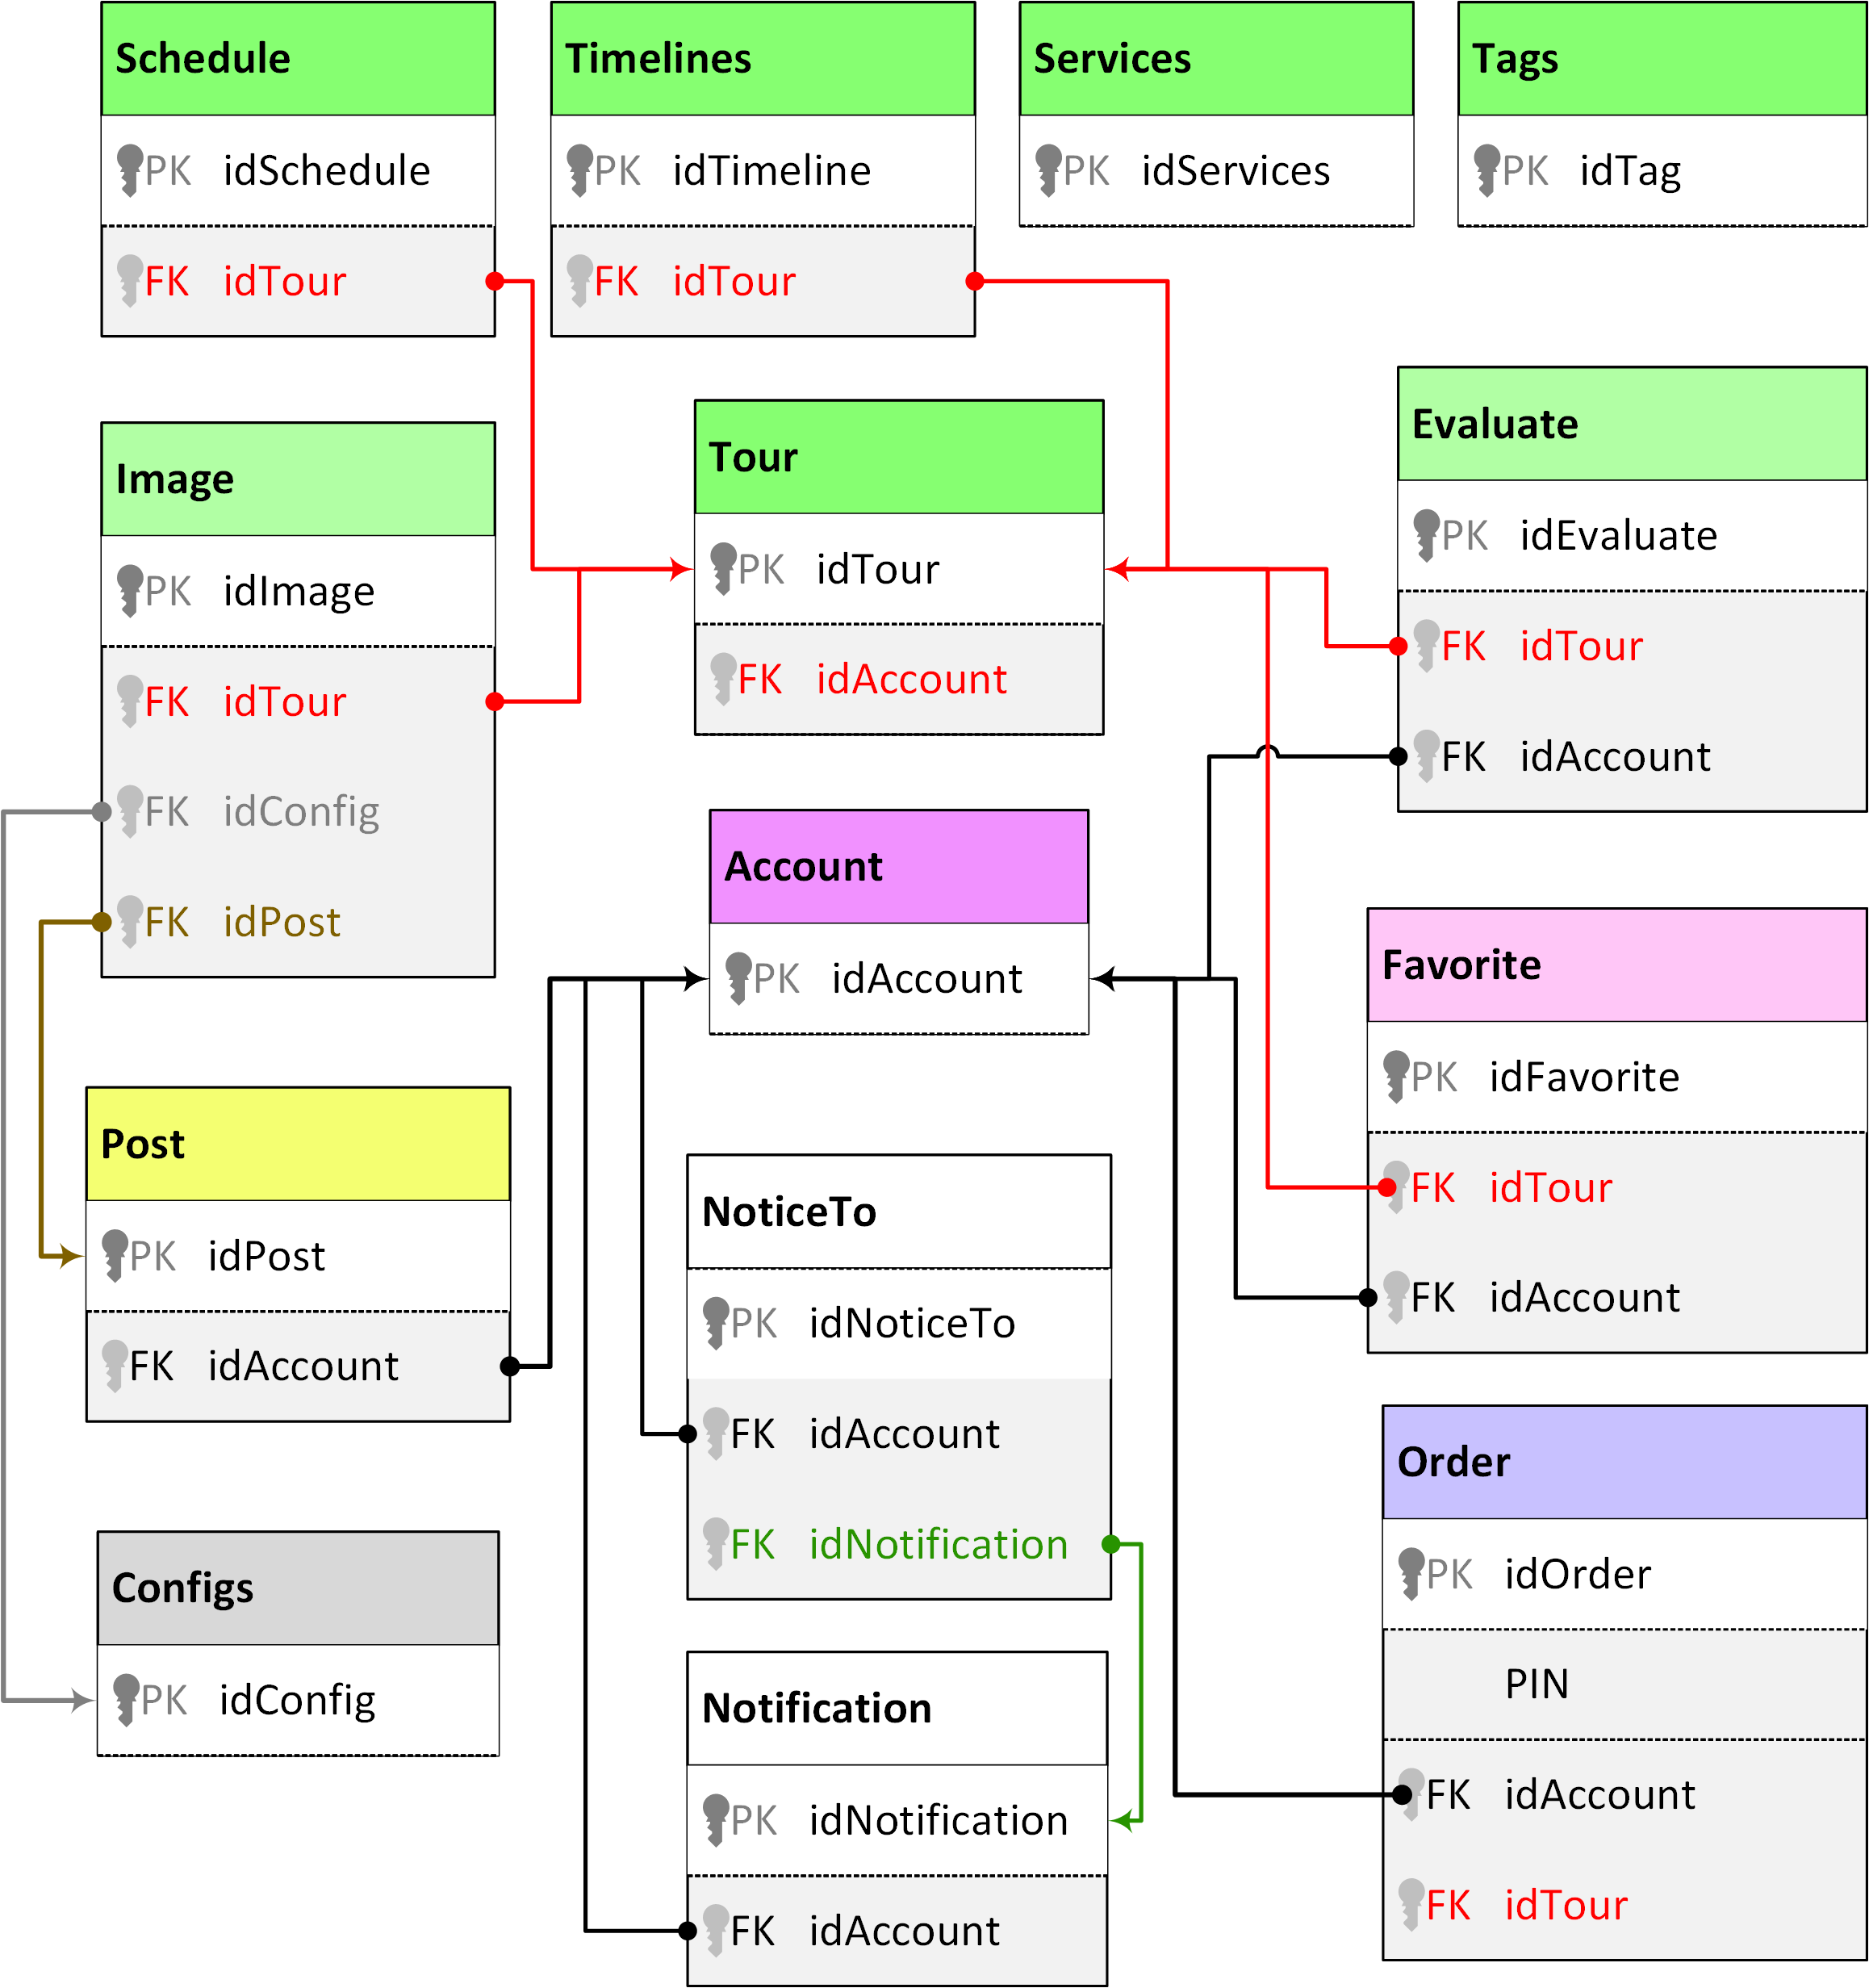 Schedule
PK idSchedule
FK idTour
Timelines
PK idTimeline
FK idTour
Services
PK idServices
Tags
PK idTag
Image
PK idImage
FK idTour
FK idConfig
FK idPost
Tour
PK idTour
FK idAccount
Evaluate
PK idEvaluate
FK idTour
FK idAccount
Account
PK idAccount
Favorite
PK idFavorite
FK idTour
FK idAccount
Post
PK idPost
FK idAccount
NoticeTo
PK idNoticeTo
FK idAccount
FK idNotification
Order
PK idOrder
PIN
FK idAccount
FK idTour
Configs
PK idConfig
Notification
PK idNotification
FK idAccount